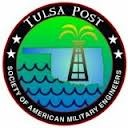 TULSA POST
SOCIETY OF AMERICAN MILITARY ENGINEERS